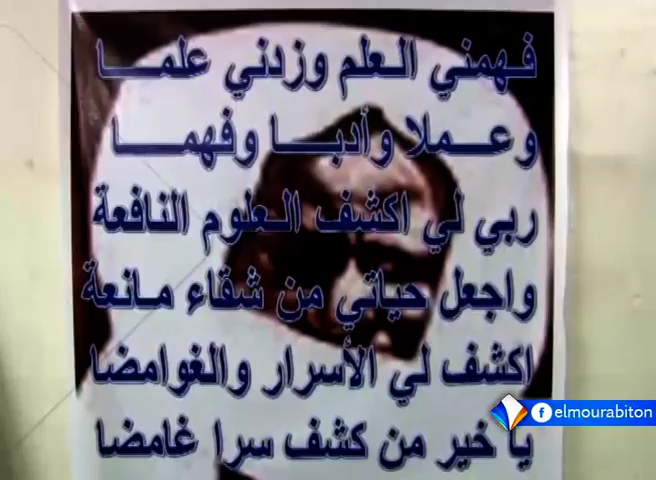 فهمني العلم وزدني علما
وعملا وأدبا وفهما
ربي لي اكشف العلوم النافعة
واجعل حياتي من شقاء مانعة
اكشف لي الأسرار والغوامضا
يا خير من كشف سرا غامضا
elmourabiton